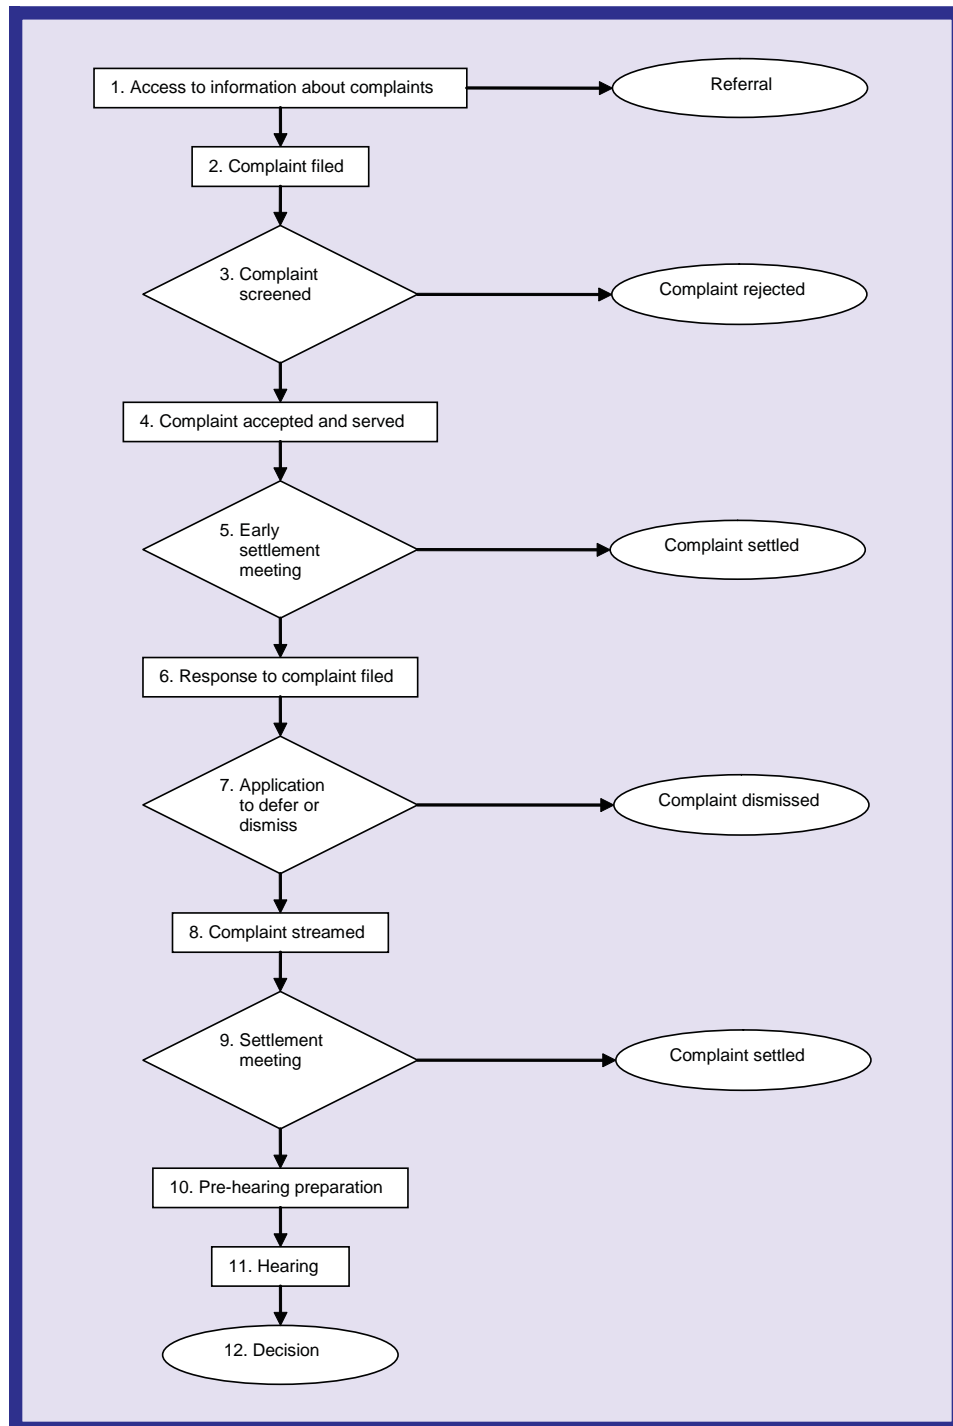 1. Access to information about complaints
Referral
2. Complaint filed
3. Complaint
screened
Complaint rejected
4. Complaint accepted and served
5. Early
settlement
meeting
Complaint settled
6. Response to complaint filed
7. Application
to defer or
dismiss
Complaint dismissed
8. Complaint streamed
9. Settlement
meeting
Complaint settled
10. Pre-hearing preparation
11. Hearing
12. Decision